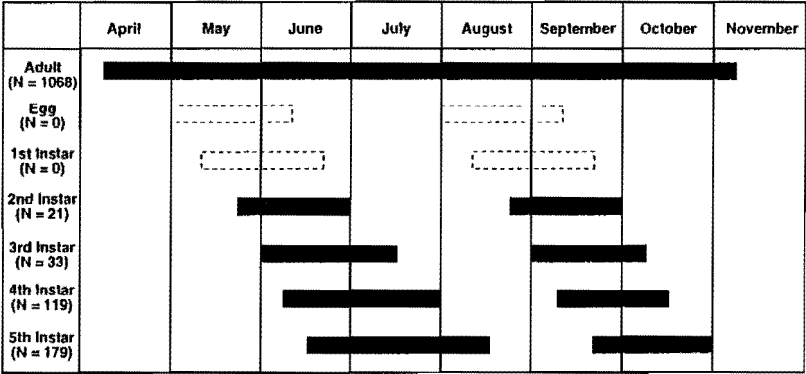 April May June July August September October November
Adult
(N = 1068)
Egg
(N = 0)
1st Instar
(N = 0)
2nd Instar
(N = 21)
3rd Instar
(N = 33)
4th Instar
(N = 119)
5th Instar
(N = 179)